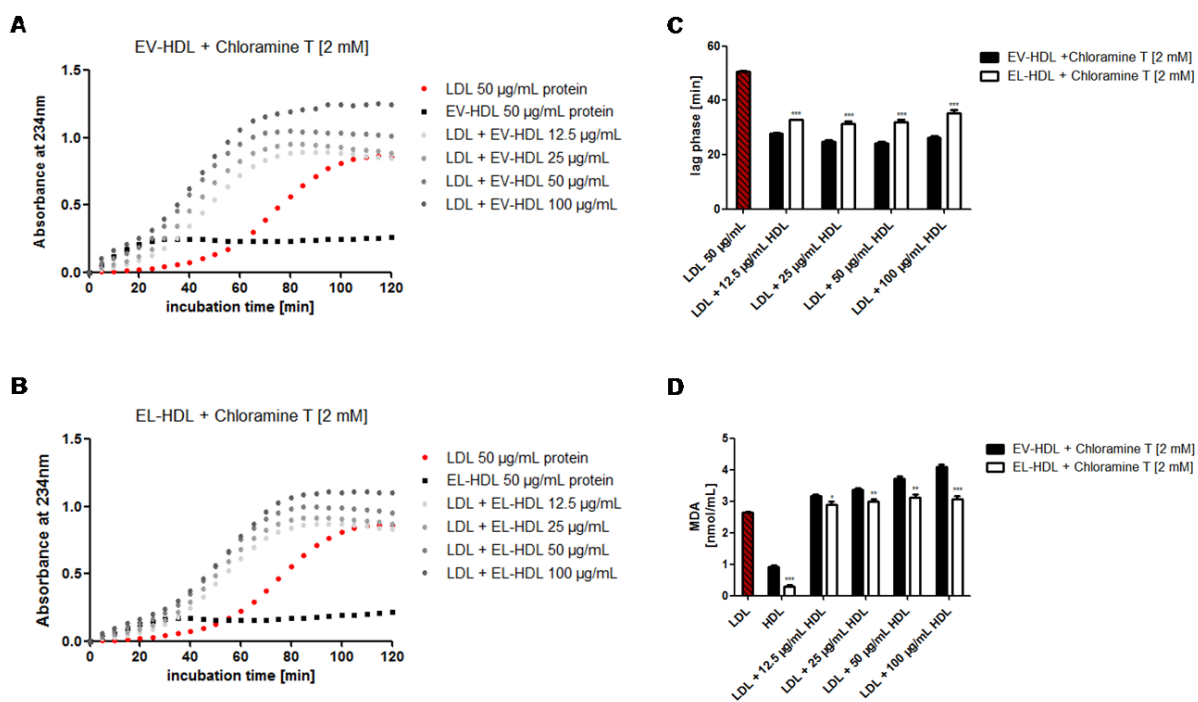 A
EV-HDL + Chloramine T [2 mM]
Absorbance at 234nm
1.5
1.0
0.5
0.0
0 20 40 60 80 100 120
incubation time [min]
LDL 50 µg/mL protein
EV-HDL 50 µg/mL protein
LDL + EV-HDL 12.5 µg/mL
LDL + EV-HDL 25 µg/mL
LDL + EV-HDL 50 µg/mL
LDL + EV-HDL 100 µg/mL
B
EL-HDL + Chloramine T [2 mM]
Absorbance at 234nm
1.5
1.0
0.5
0.0
0 20 40 60 80 100 120
incubation time [min]
LDL 50 µg/mL protein
EL-HDL 50 µg/mL protein
LDL + EL-HDL 12.5 µg/mL
LDL + EL-HDL 25 µg/mL
LDL + EL-HDL 50 µg/mL
LDL + EL-HDL 100 µg/mL
C
lag phase [min]
60
40
20
0
*** *** *** ***
LDL 50 µg/mL
LDL + 12.5 µg/mL HDL
LDL + 25 µg/mL HDL
LDL + 50 µg/mL HDL
LDL + 100 µg/mL HDL
EV-HDL +Chloramine T [2 mM]
EL-HDL + Chloramine T [2 mM]
D
MDA
[nmol/mL]
5
4
3
2
1
0
*** * ** ** ***
LDL
HDL
LDL + 12.5 µg/mL HDL
LDL + 25 µg/mL HDL
LDL + 50 µg/mL HDL
LDL + 100 µg/mL HDL
EV-HDL + Chloramine T [2 mM]
EL-HDL + Chloramine T [2 mM]